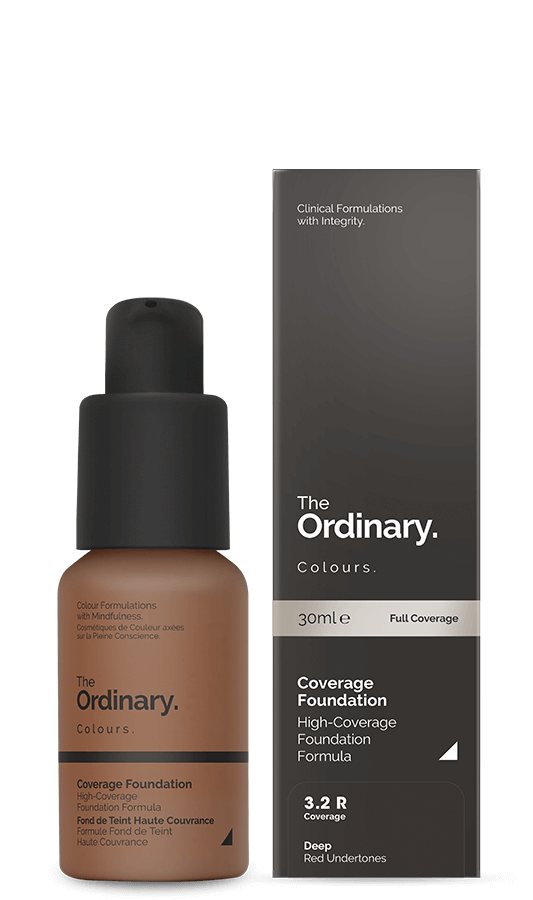 Clinical Formulations
with Integrity.
The
Ordinary.
Colours.
30ml e
Full Coverage
Coverage
Foundation
High-Coverage
Foundation
Formula
3.2 R
Coverage
Deep
Red Undertones
Colour Formulations
with Mindfulness.
Cosmétiques de Couleur axées
sur la Pleine Conscience.
The
Ordinary.
Colours.
Coverage Foundation
High-Coverage
Foundation Formula
Fond de Teint Haute Couvrance
Formule Fond de Teint
Haute Couvrance